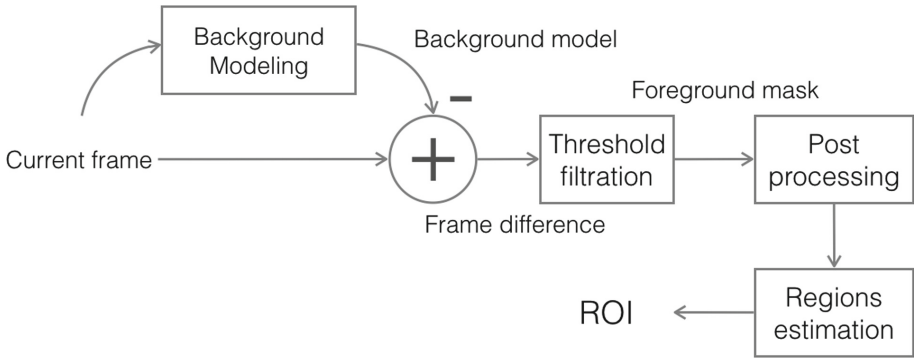 Background
Modeling
Background model
−
Foreground mask
Current frame
+
Threshold
filtration
Post
processing
Frame difference
ROI
Regions
estimation